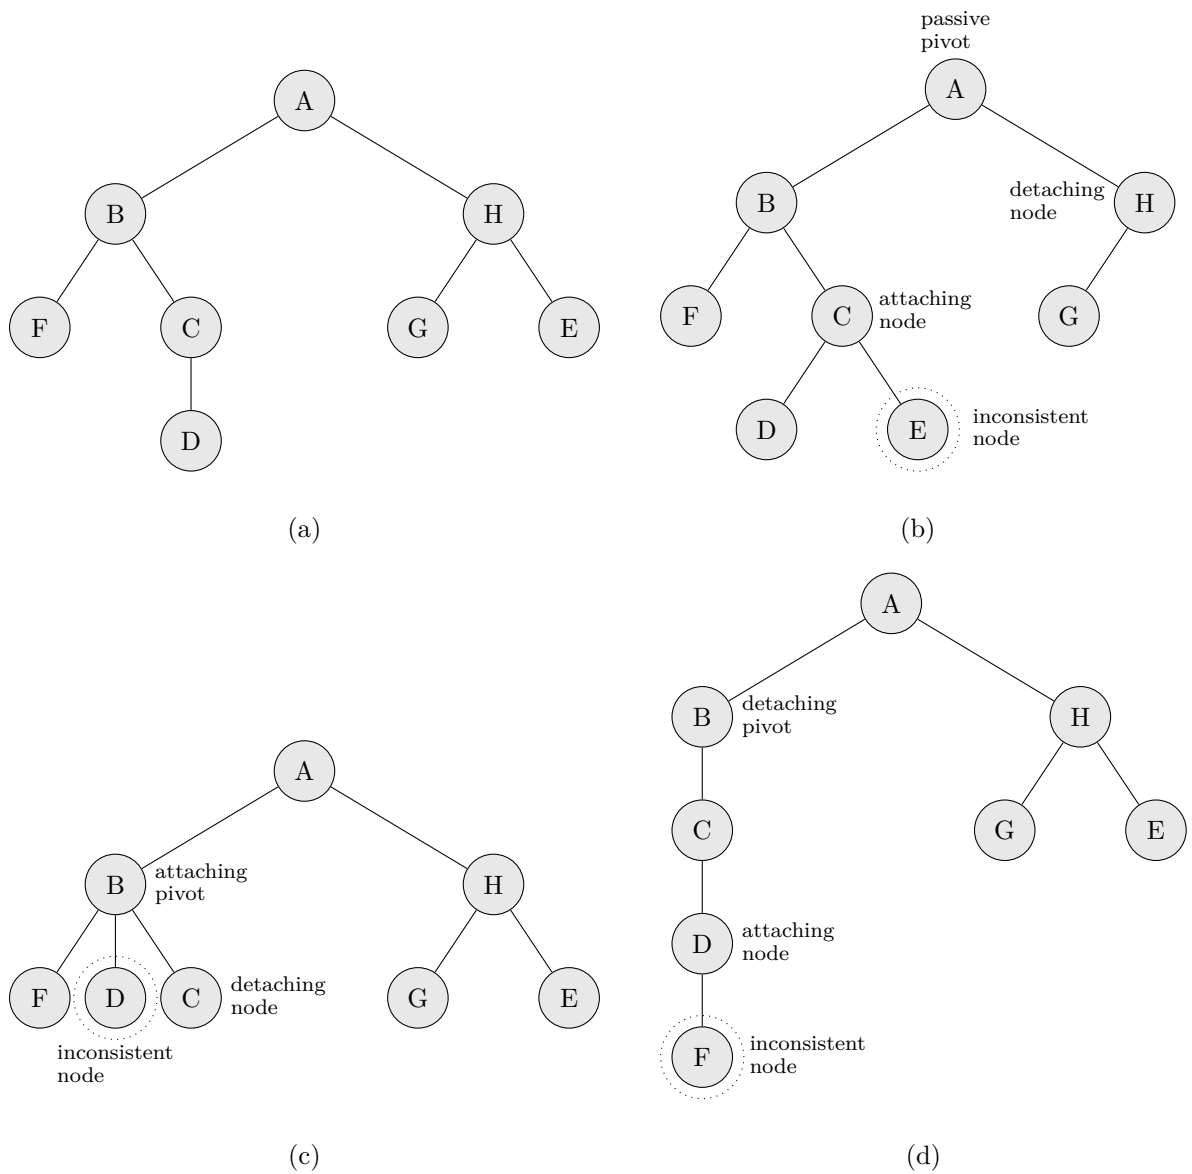 A
B
H
F
C
G
E
D
(a)
passive
pivot
A
B
detaching
node
H
F
C
attaching
node
G
D
E
inconsistent
node
(b)
A
B
attaching
pivot
H
F
D
C
detaching
node
G
E
inconsistent
node
(c)
A
B
detaching
pivot
H
C
G
E
D
attaching
node
F
inconsistent
node
(d)